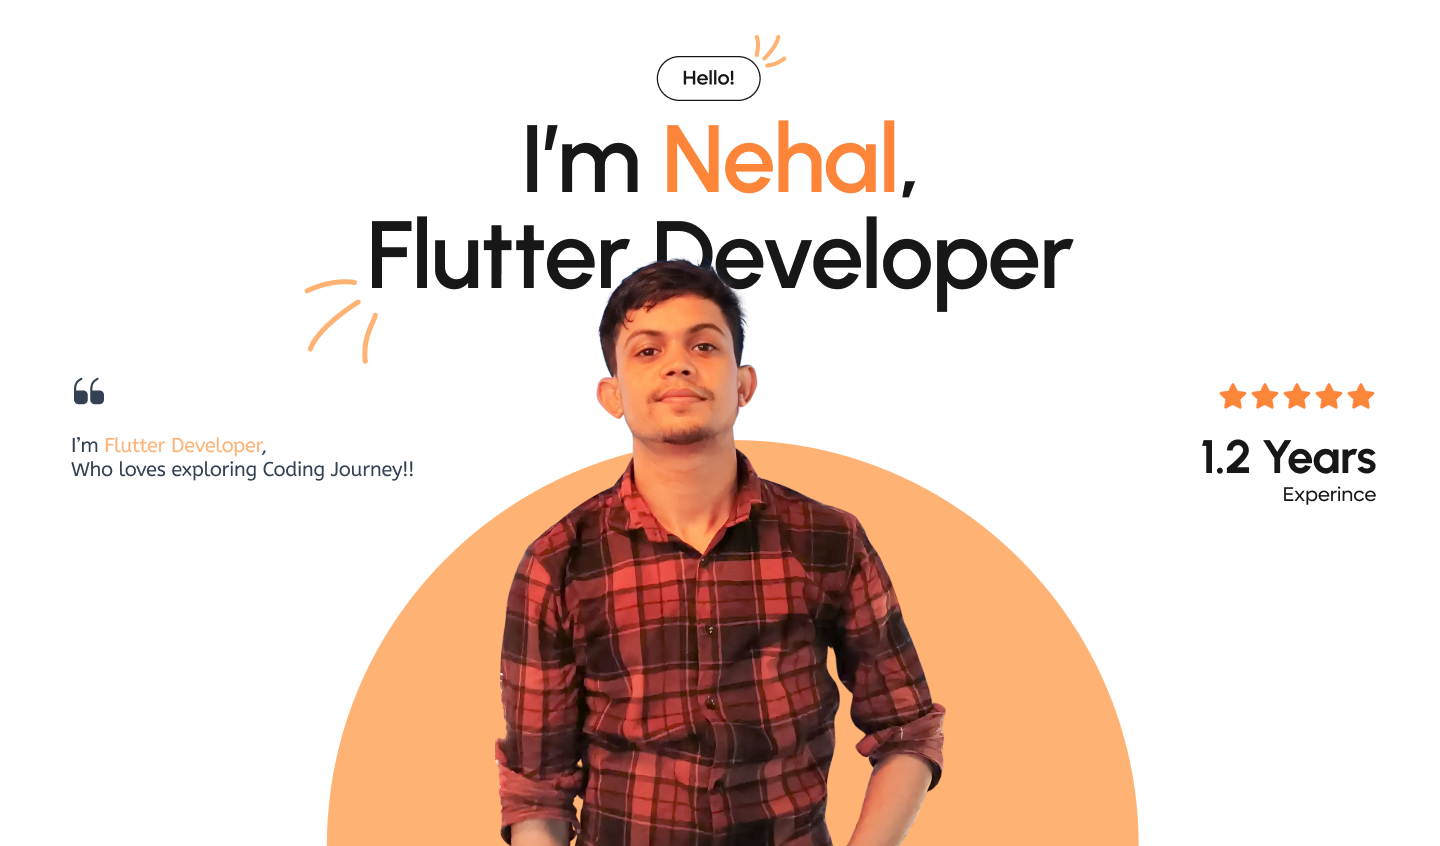 Hello!
I'm Nehal,
Flutter Developer
I'm Flutter Developer,
Who loves exploring Coding Journey!!
1.2 Years
Experince